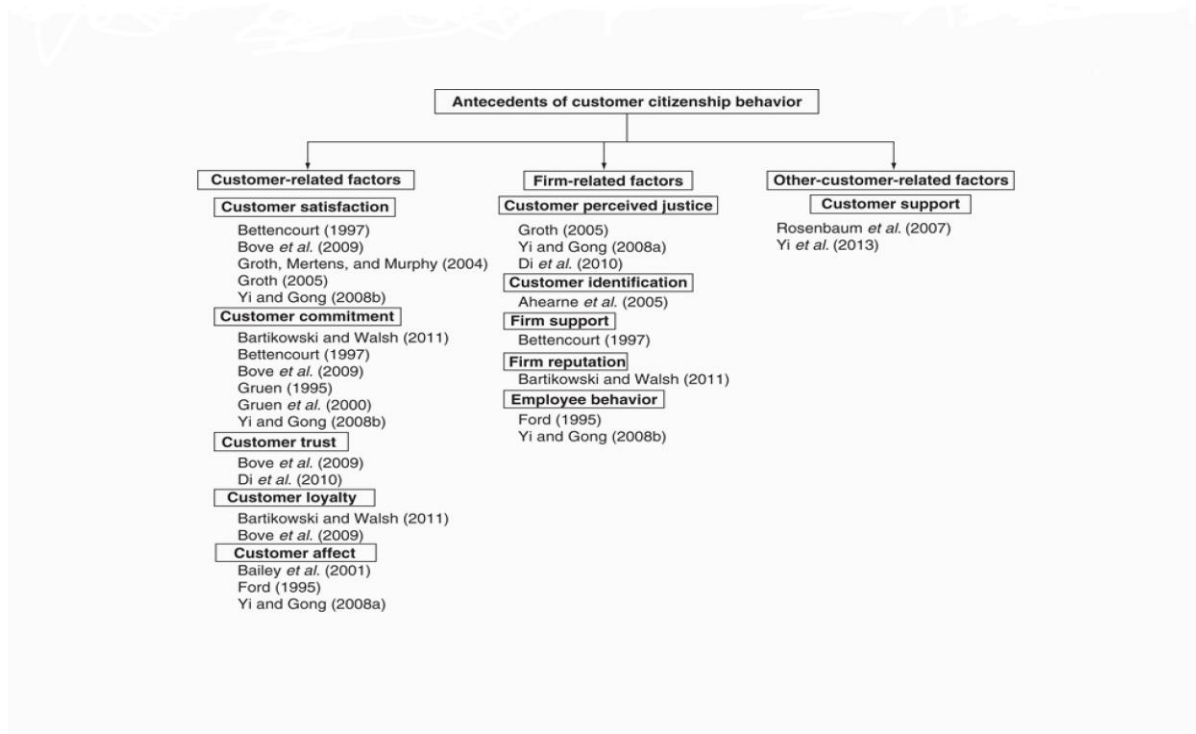 Antecedents of customer citizenship behavior
Customer-related factors
Customer satisfaction
Bettencourt (1997)
Bove et al. (2009)
Groth, Mertens, and Murphy (2004)
Groth (2005)
Yi and Gong (2008b)
Customer commitment
Bartikowski and Walsh (2011)
Bettencourt (1997)
Bove et al. (2009)
Gruen (1995)
Gruen et al. (2000)
Yi and Gong (2008b)
Customer trust
Bove et al. (2009)
Di et al. (2010)
Customer loyalty
Bartikowski and Walsh (2011)
Bove et al. (2009)
Customer affect
Bailey et al. (2001)
Ford (1995)
Yi and Gong (2008a)
Firm-related factors
Customer perceived justice
Groth (2005)
Yi and Gong (2008a)
Di et al. (2010)
Customer identification
Ahearne et al. (2005)
Firm support
Bettencourt (1997)
Firm reputation
Bartikowski and Walsh (2011)
Employee behavior
Ford (1995)
Yi and Gong (2008b)
Other-customer-related factors
Customer support
Rosenbaum et al. (2007)
Yi et al. (2013)